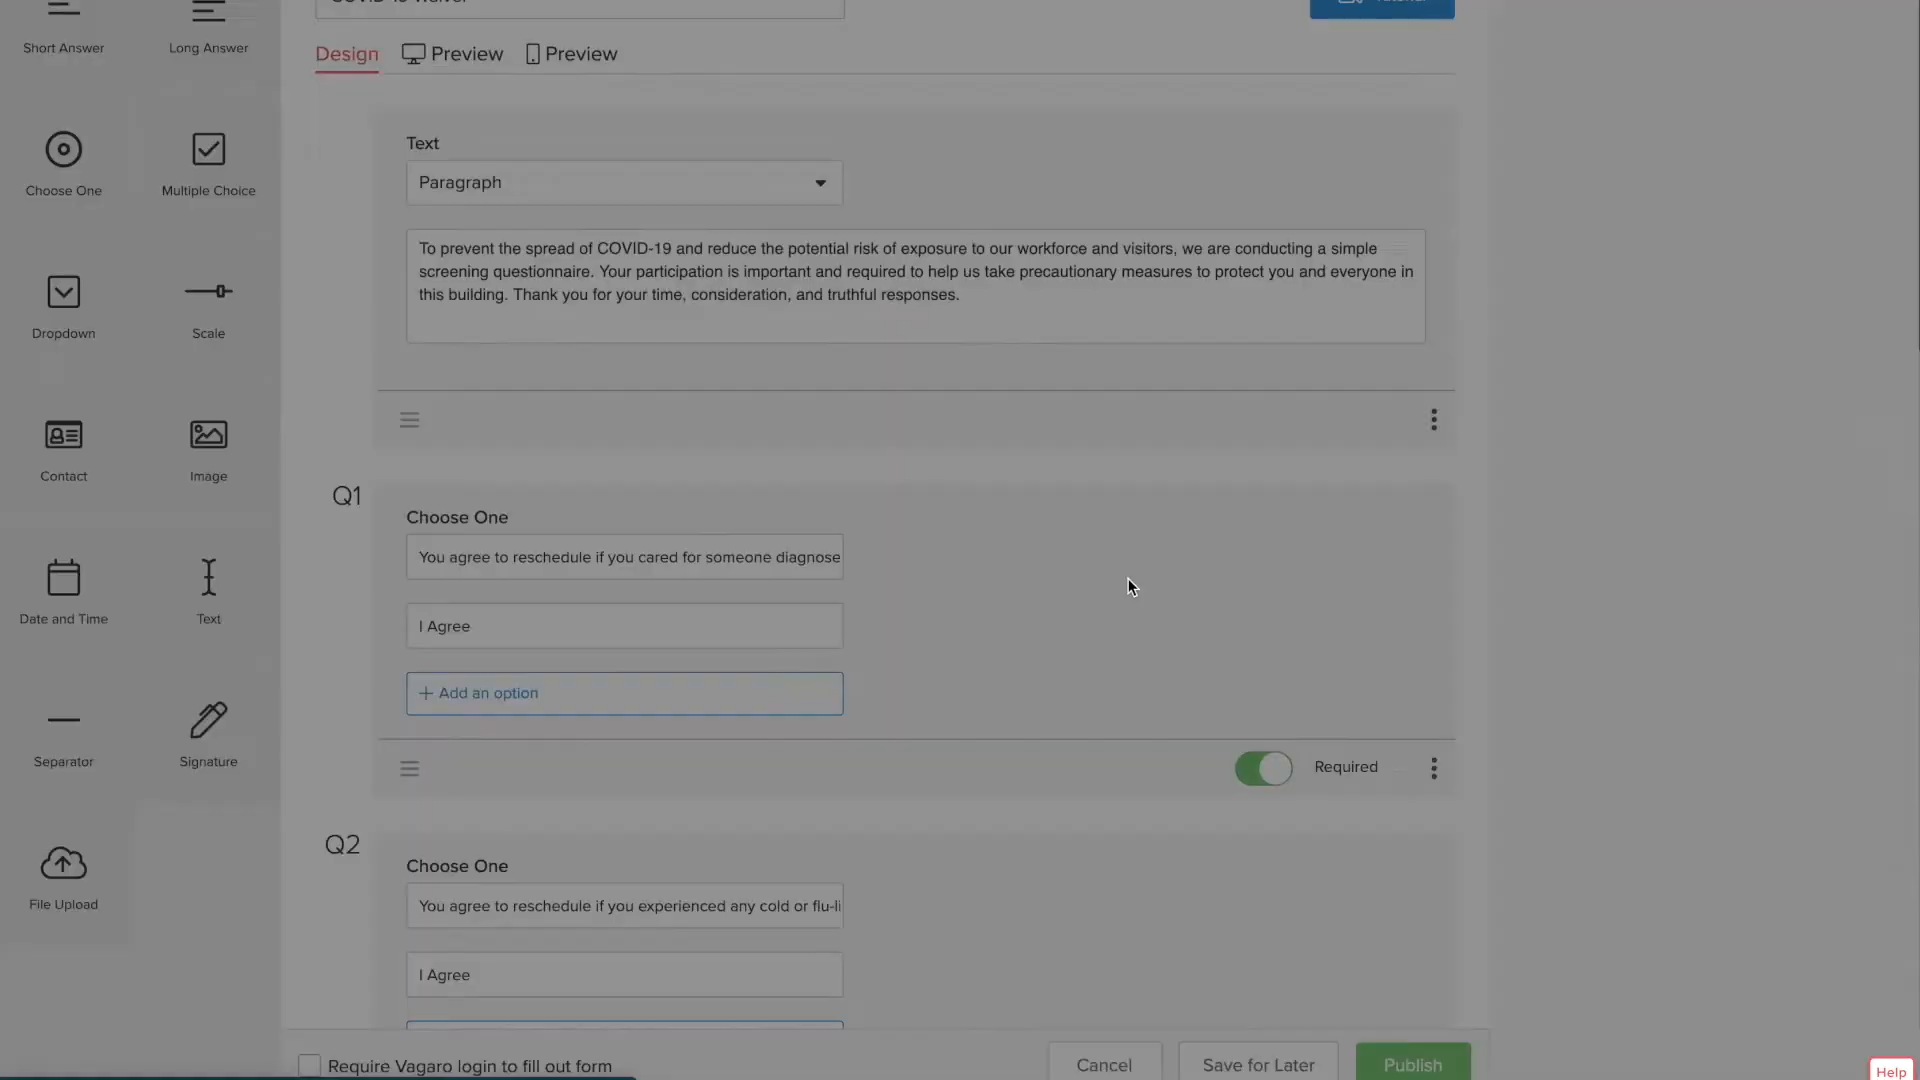 Short Answer
Long Answer
Choose One
Multiple Choice
Dropdown
Scale
Contact
Image
Date and Time
Text
Separator
Signature
File Upload
Design
Preview
Preview
Text
Paragraph
To prevent the spread of COVID-19 and reduce the potential risk of exposure to our workforce and visitors, we are conducting a simple
screening questionnaire. Your participation is important and required to help us take precautionary measures to protect you and everyone in
this building. Thank you for your time, consideration, and truthful responses.
Q1
Choose One
You agree to reschedule if you cared for someone diagnose
I Agree
+ Add an option
Required
Q2
Choose One
You agree to reschedule if you experienced any cold or flu-li
I Agree
Require Vagaro login to fill out form
Cancel
Save for Later
Publish
Help